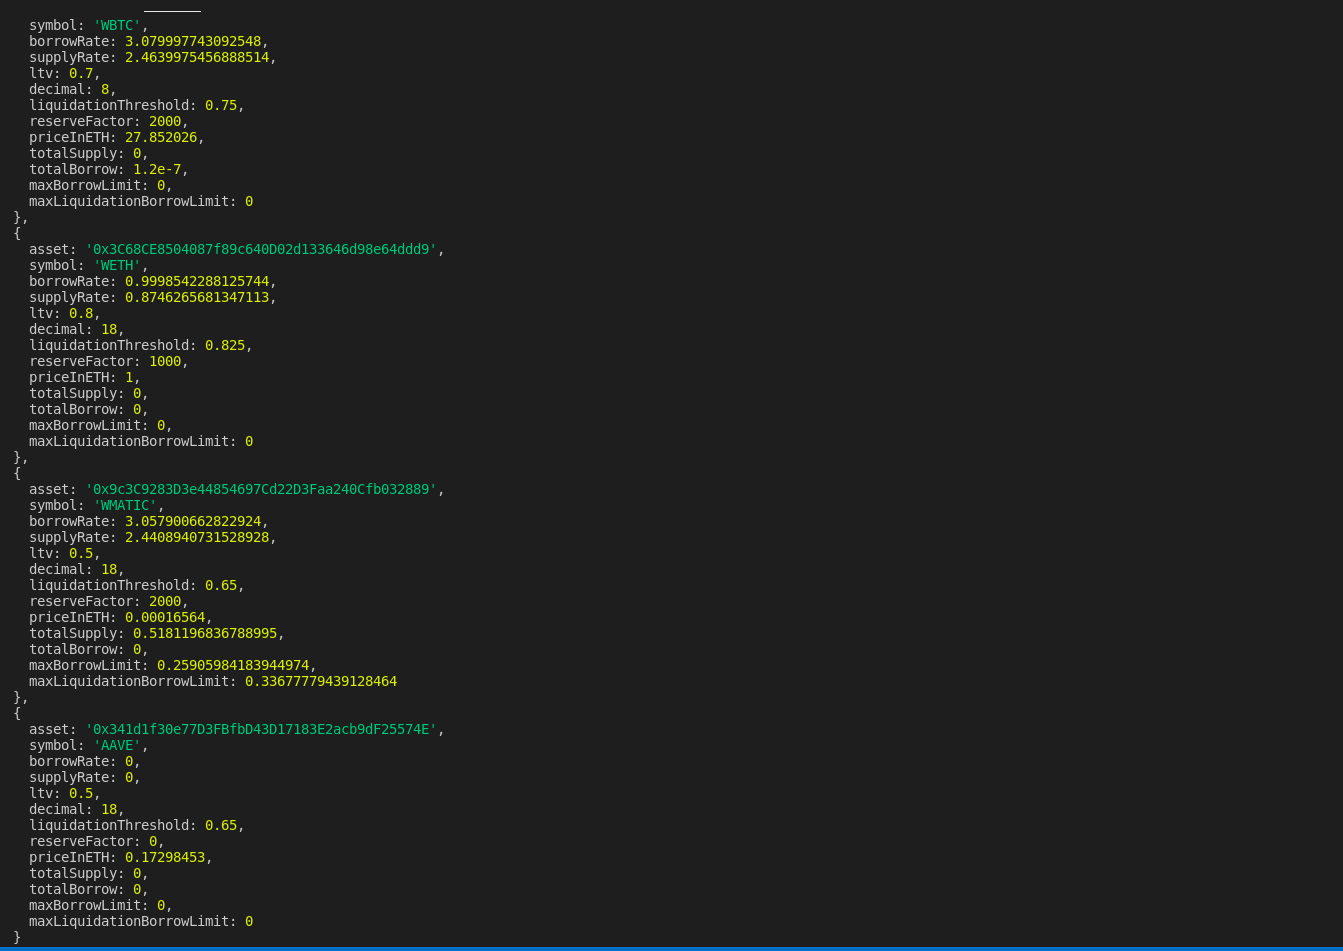 symbol: 'WBTC',
borrowRate: 3.079997743092548,
supplyRate: 2.4639975456888514,
ltv: 0.7,
decimal: 8,
liquidationThreshold: 0.75,
reserveFactor: 2000,
priceInETH: 27.852026,
totalSupply: 0,
totalBorrow: 1.2e-7,
maxBorrowLimit: 0,
maxLiquidationBorrowLimit: 0
},
{
asset: '0x3C68CE8504087f89c640D02d133646d98e64ddd9',
symbol: 'WETH',
borrowRate: 0.9998542288125744,
supplyRate: 0.8746265681347113,
ltv: 0.8,
decimal: 18,
liquidationThreshold: 0.825,
reserveFactor: 1000,
priceInETH: 1,
totalSupply: 0,
totalBorrow: 0,
maxBorrowLimit: 0,
maxLiquidationBorrowLimit: 0
},
{
asset: '0x9c3C9283D3e44854697Cd22D3Faa240Cfb032889',
symbol: 'WMATIC',
borrowRate: 3.057900662822924,
supplyRate: 2.4408940731528928,
ltv: 0.5,
decimal: 18,
liquidationThreshold: 0.65,
reserveFactor: 2000,
priceInETH: 0.00016564,
totalSupply: 0.5181196836788995,
totalBorrow: 0,
maxBorrowLimit: 0.25905984183944974,
maxLiquidationBorrowLimit: 0.33677779439128464
},
{
asset: '0x341d1f30e77D3FBfbD43D17183E2acb9dF25574E',
symbol: 'AAVE',
borrowRate: 0,
supplyRate: 0,
ltv: 0.5,
decimal: 18,
liquidationThreshold: 0.65,
reserveFactor: 0,
priceInETH: 0.17298453,
totalSupply: 0,
totalBorrow: 0,
maxBorrowLimit: 0,
maxLiquidationBorrowLimit: 0
}